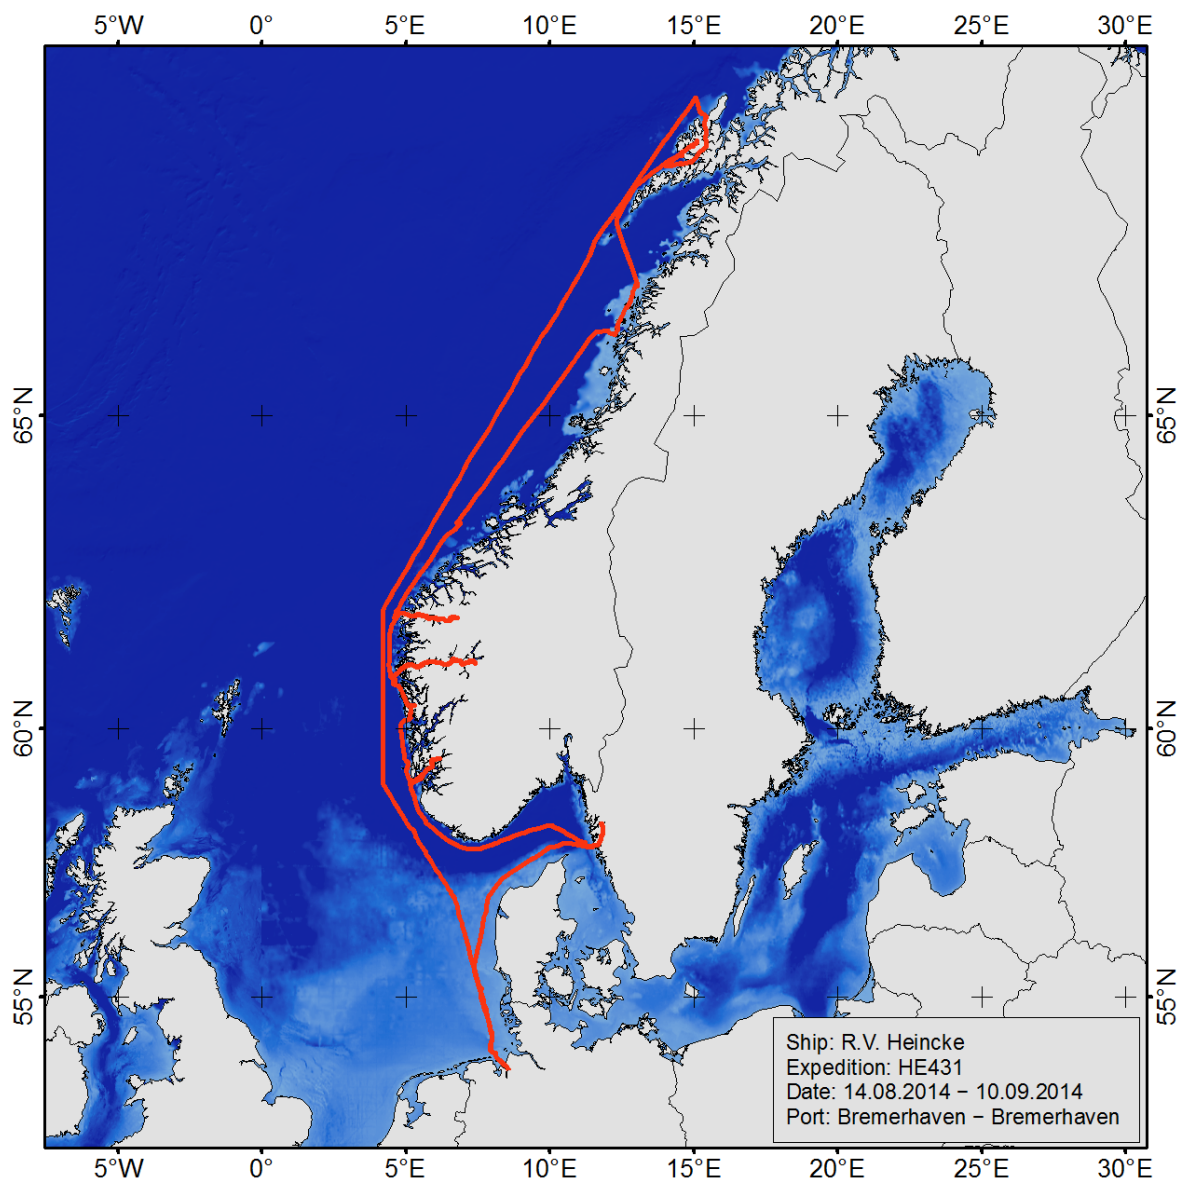 5°W 0° 5°E 10°E 15°E 20°E 25°E 30°E
65°N 65°N
60°N 60°N
55°N 55°N
Ship: R.V. Heincke
Expedition: HE431
Date: 14.08.2014 − 10.09.2014
Port: Bremerhaven − Bremerhaven
5°W 0° 5°E 10°E 15°E 20°E 25°E 30°E